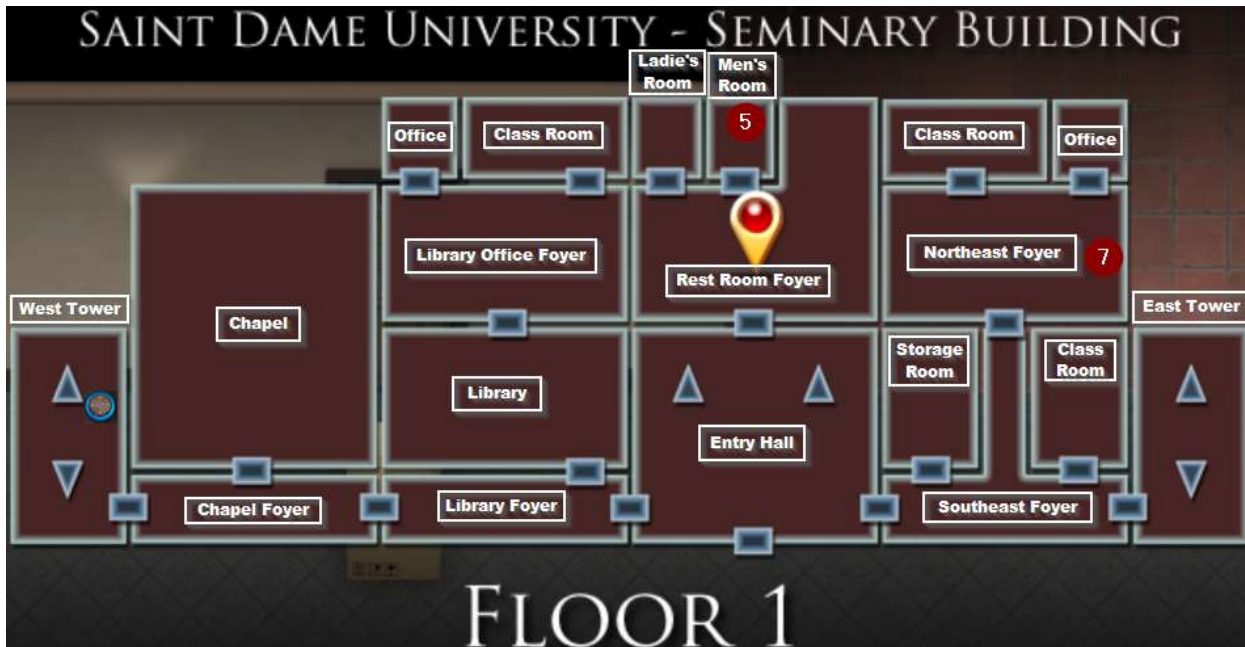 SAINT DAME UNIVERSITY - SEMINARY BUILDING
Ladie's
Room
Men's
Room
5
Office
Class Room
Class Room
Office
Library Office Foyer
Rest Room Foyer
Northeast Foyer
7
West Tower
Chapel
East Tower
Storage
Room
Class
Room
Library
Entry Hall
Chapel Foyer
Library Foyer
Southeast Foyer
FLOOR 1